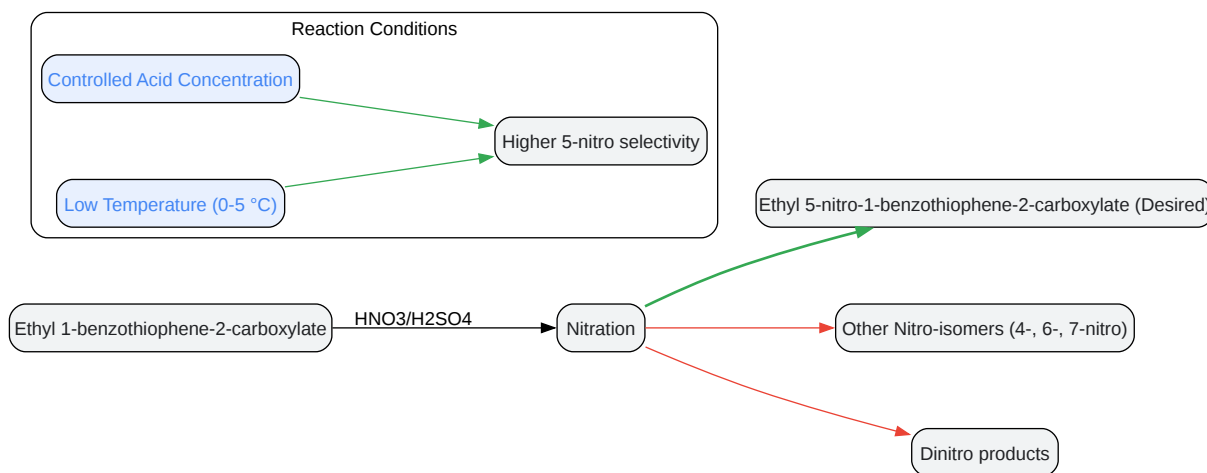 Reaction Conditions
Controlled Acid Concentration
Higher 5-nitro selectivity
Low Temperature (0-5 °C)
Ethyl 5-nitro-1-benzothiophene-2-carboxylate (Desired)
Ethyl 1-benzothiophene-2-carboxylate
HNO3/H2SO4
Nitration
Other Nitro-isomers (4-, 6-, 7-nitro)
Dinitro products